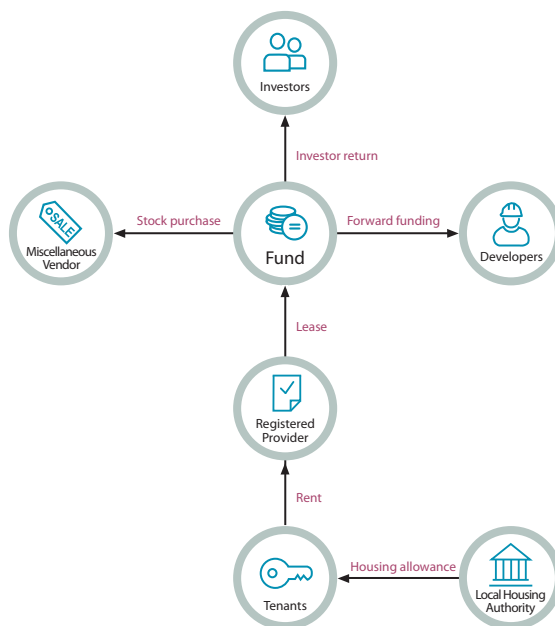 Investors
Investor return
Stock purchase
Forward funding
SALE
Miscellaneous
Vendor
Fund
Developers
Lease
Registered
Provider
Rent
Housing allowance
Tenants
Local Housing
Authority